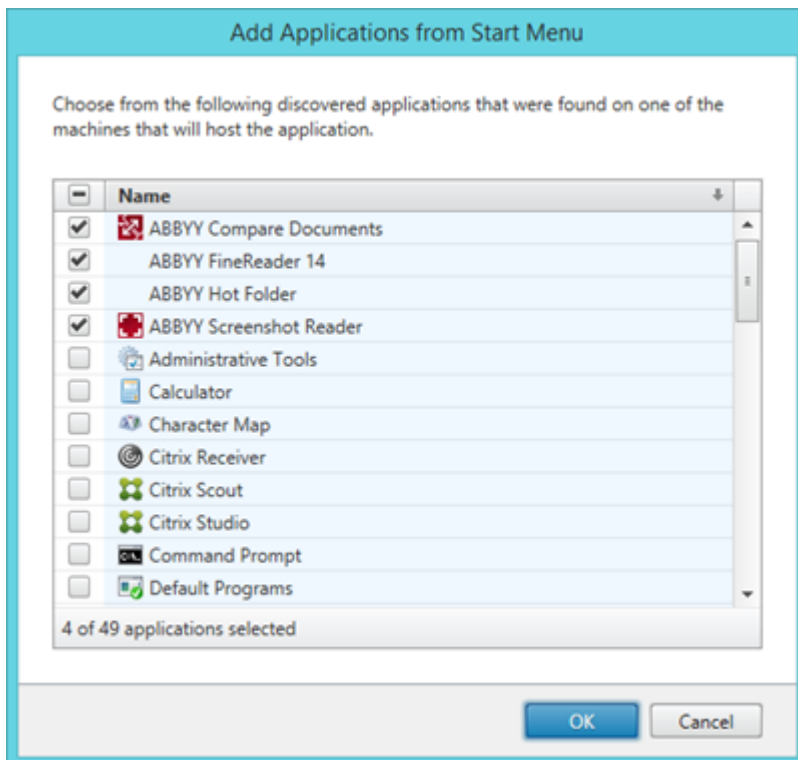 Add Applications from Start Menu
Choose from the following discovered applications that were found on one of the
machines that will host the application.
Name
ABBYY Compare Documents
ABBYY FineReader 14
ABBYY Hot Folder
ABBYY Screenshot Reader
Administrative Tools
Calculator
Character Map
Citrix Receiver
Citrix Scout
Citrix Studio
Command Prompt
Default Programs
4 of 49 applications selected
OK Cancel